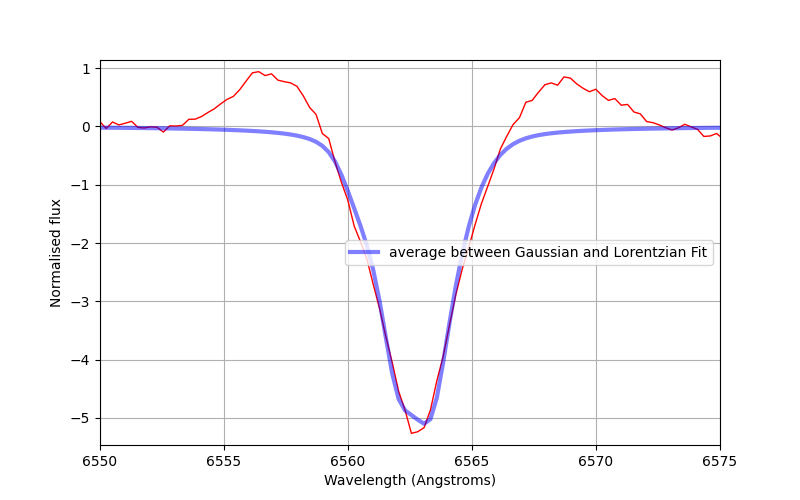 1
0
−1
−2
−3
−4
−5
Normalised flux
average between Gaussian and Lorentzian Fit
6550 6555 6560 6565 6570 6575
Wavelength (Angstroms)